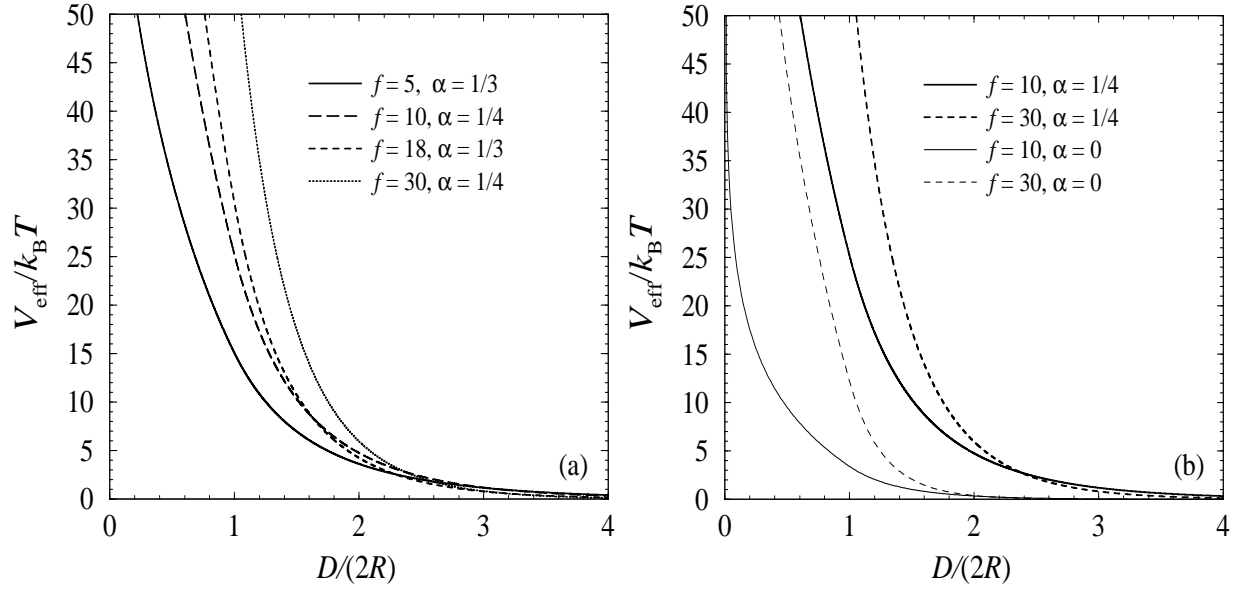 50
45
40
35
30
25
20
15
10
5
0
V_eff/k_B T
f = 5, α = 1/3
f = 10, α = 1/4
f = 18, α = 1/3
f = 30, α = 1/4
(a)
0 1 2 3 4
D/(2R)
50
45
40
35
30
25
20
15
10
5
0
V_eff/k_B T
f = 10, α = 1/4
f = 30, α = 1/4
f = 10, α = 0
f = 30, α = 0
(b)
0 1 2 3 4
D/(2R)